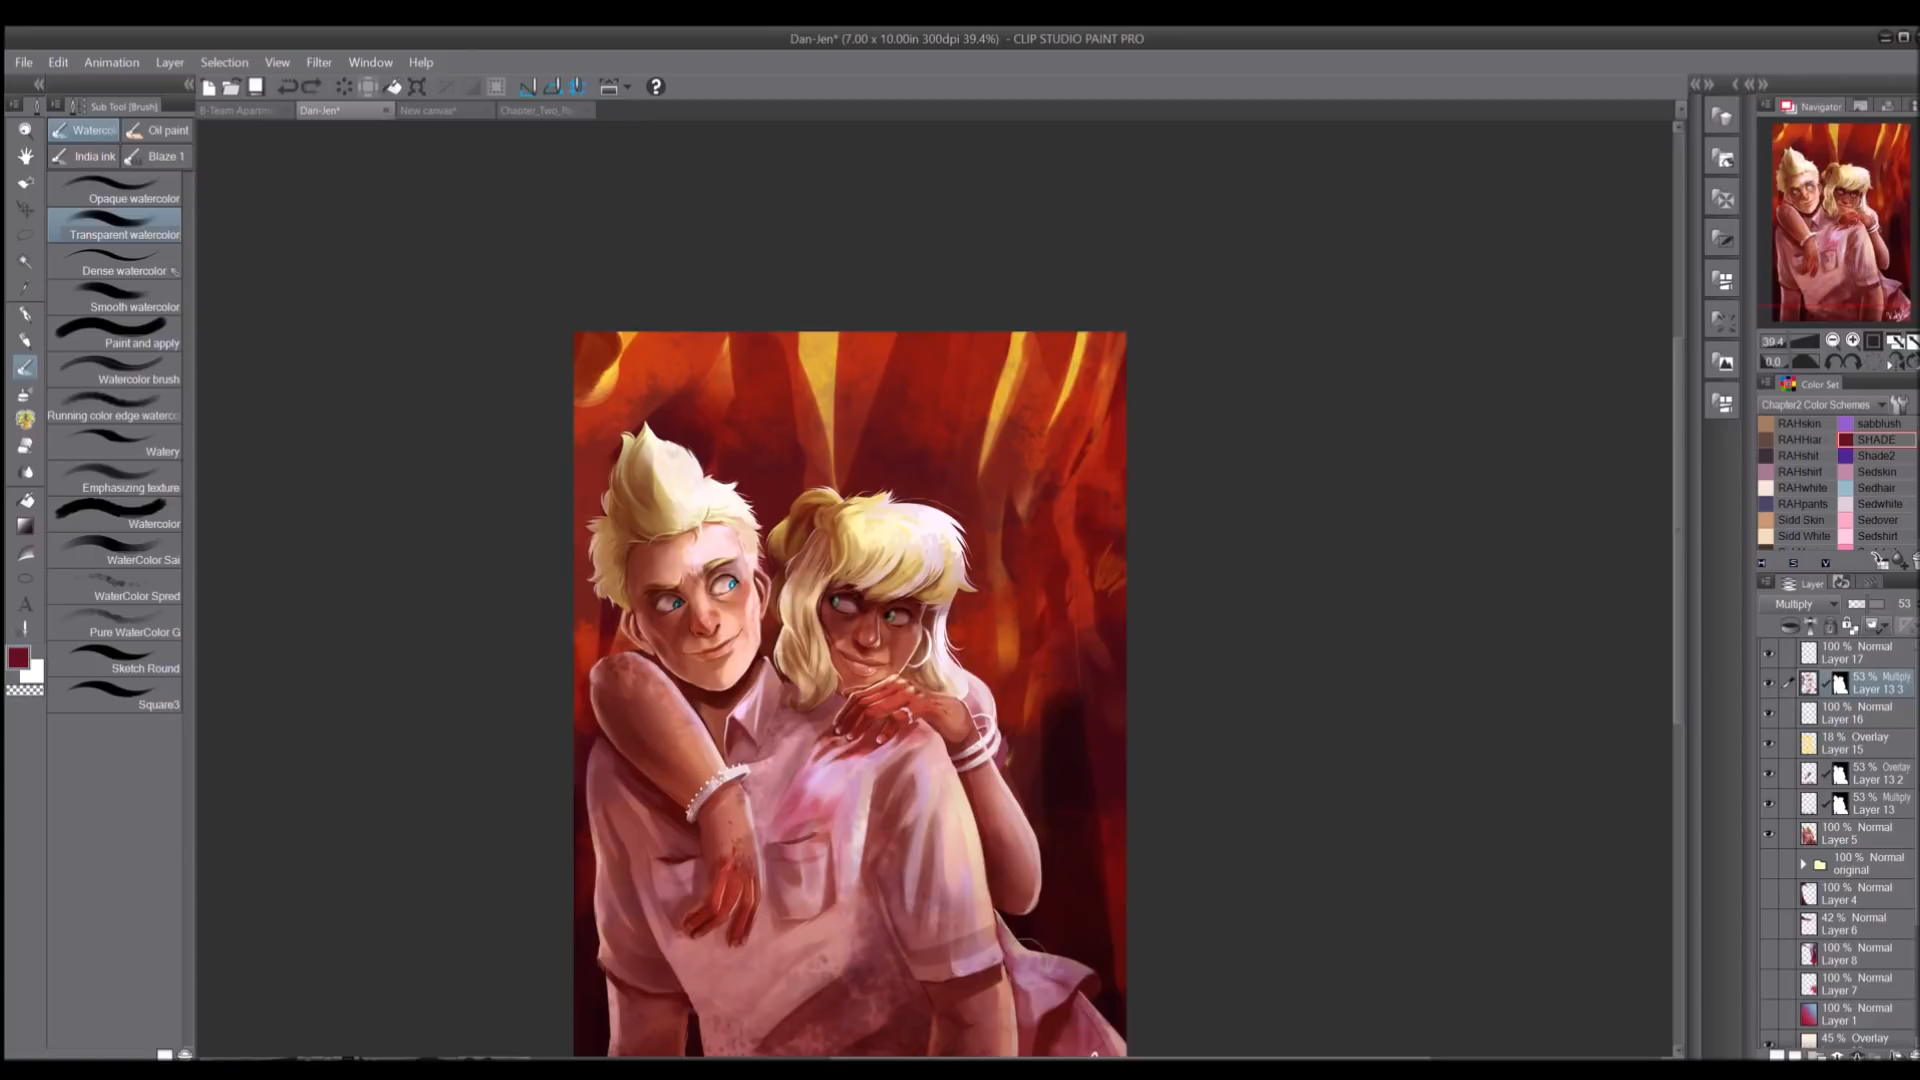 Dan-Jen* (7.00 x 10.00in 300dpi 39.4%) - CLIP STUDIO PAINT PRO
File Edit Animation Layer Selection View Filter Window Help
Sub Tool [Brush]
B-Team Apartm
Dan-Jen*
New canvas*
Watercol
Oil paint
India ink
Blaze 1
Opaque watercolor
Transparent watercolor
Dense watercolor
Smooth watercolor
Paint and apply
Watercolor brush
Running color edge waterco
Watery
Emphasizing texture
Watercolor
WaterColor Sai
WaterColor Spred
Pure WaterColor G
Sketch Round
Square3
Navigator
39.4
0.0
Color Set
Chapter2 Color Schemes
RAHskin sabblush
RAHHiar SHADE
RAHshit Shade2
RAHshirt Sedskin
RAHwhite Sedhair
RAHpants Sedwhite
Sidd Skin Sedover
Sidd White Sedshirt
H S V
Layer
Multiply 53
100 % Normal
Layer 17
53 % Multiply
Layer 13 3
100 % Normal
Layer 16
18 % Overlay
Layer 15
53 % Overlay
Layer 13 2
53 % Multiply
Layer 13
100 % Normal
Layer 5
100 % Normal
original
100 % Normal
Layer 4
42 % Normal
Layer 6
100 % Normal
Layer 8
100 % Normal
Layer 7
100 % Normal
Layer 1
45 % Overlay